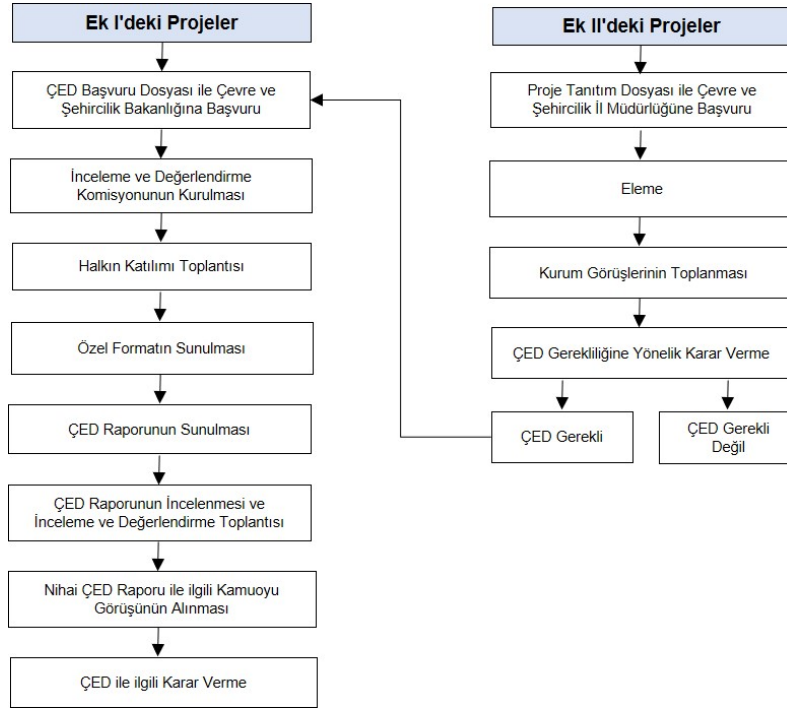 Ek I'deki Projeler
ÇED Başvuru Dosyası ile Çevre ve
Şehircilik Bakanlığına Başvuru
İnceleme ve Değerlendirme
Komisyonunun Kurulması
Halkın Katılımı Toplantısı
Özel Formatın Sunulması
ÇED Raporunun Sunulması
ÇED Raporunun İncelenmesi ve
İnceleme ve Değerlendirme Toplantısı
Nihai ÇED Raporu ile ilgili Kamuoyu
Görüşünün Alınması
ÇED ile ilgili Karar Verme
Ek II'deki Projeler
Proje Tanıtım Dosyası ile Çevre ve
Şehircilik İl Müdürlüğüne Başvuru
Eleme
Kurum Görüşlerinin Toplanması
ÇED Gerekliliğine Yönelik Karar Verme
ÇED Gerekli
ÇED Gerekli
Değil